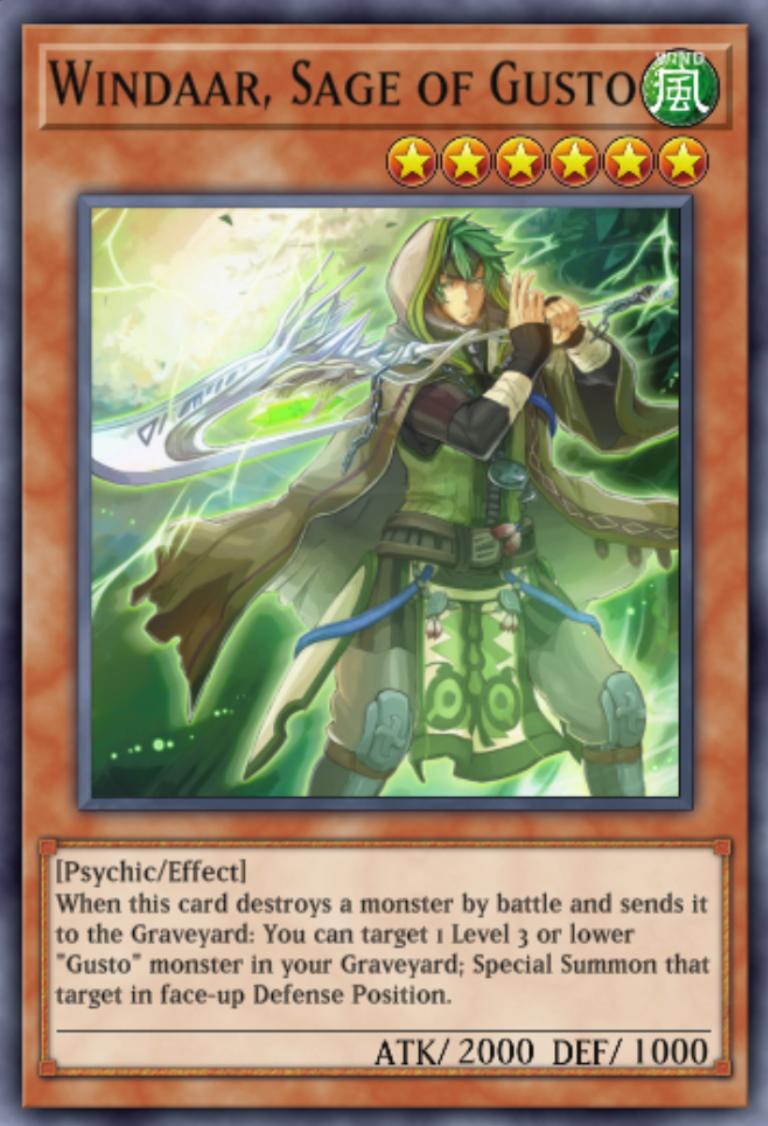 WINDAAR, SAGE OF GUSTO
WIND
風
[Psychic/Effect]
When this card destroys a monster by battle and sends it
to the Graveyard: You can target 1 Level 3 or lower
"Gusto" monster in your Graveyard; Special Summon that
target in face-up Defense Position.
ATK/ 2000 DEF/ 1000